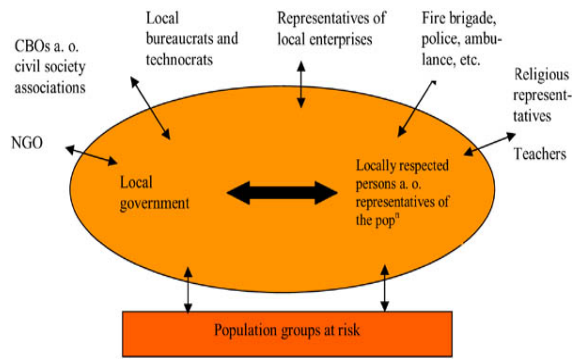 CBOs a. o.
civil society
associations
Local
bureaucrats and
technocrats
Representatives of
local enterprises
Fire brigade,
police, ambu-
lance, etc.
Religious
represent-
tatives
Teachers
NGO
Local
government
Locally respected
persons a. o.
representatives of
the popⁿ
Population groups at risk